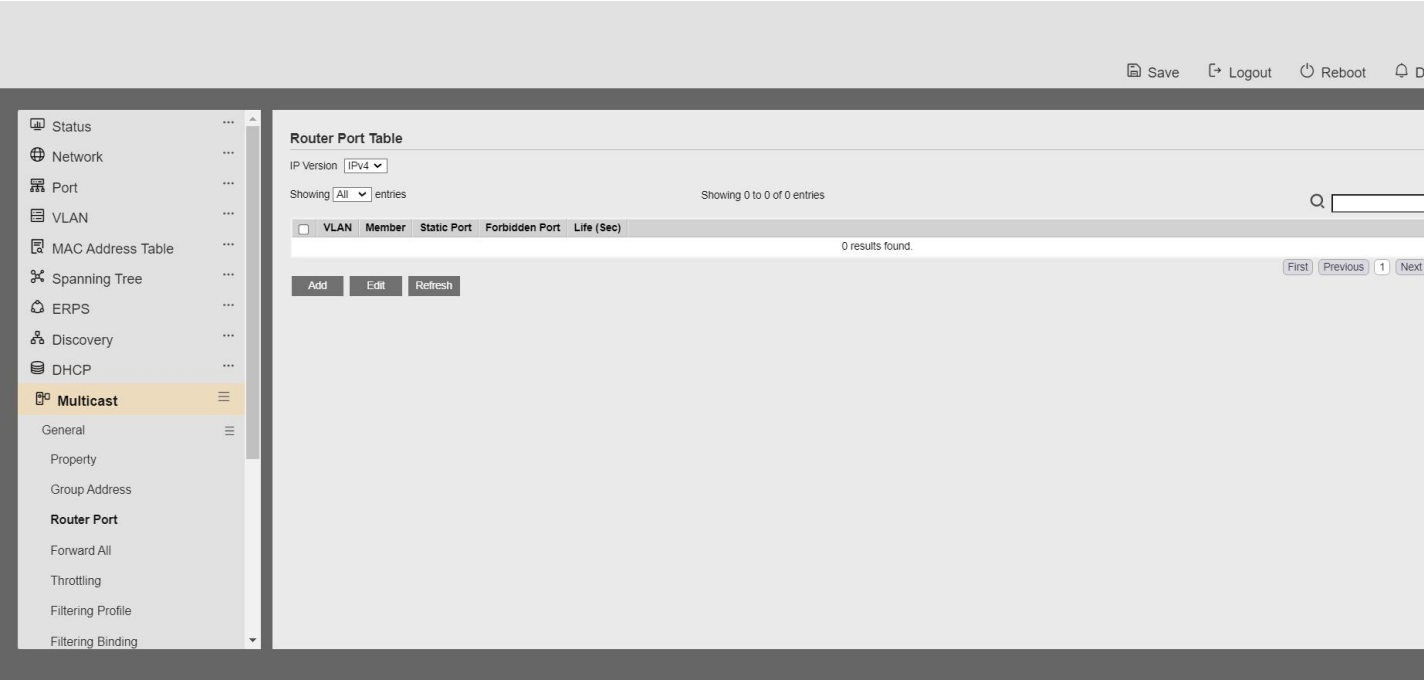 Save Logout Reboot D
Status ...
Network ...
Port ...
VLAN ...
MAC Address Table ...
Spanning Tree ...
ERPS ...
Discovery ...
DHCP ...
Multicast
General
Property
Group Address
Router Port
Forward All
Throttling
Filtering Profile
Filtering Binding
Router Port Table
IP Version IPv4
Showing All entries Showing 0 to 0 of 0 entries
VLAN Member Static Port Forbidden Port Life (Sec)
0 results found.
First Previous 1 Next
Add Edit Refresh